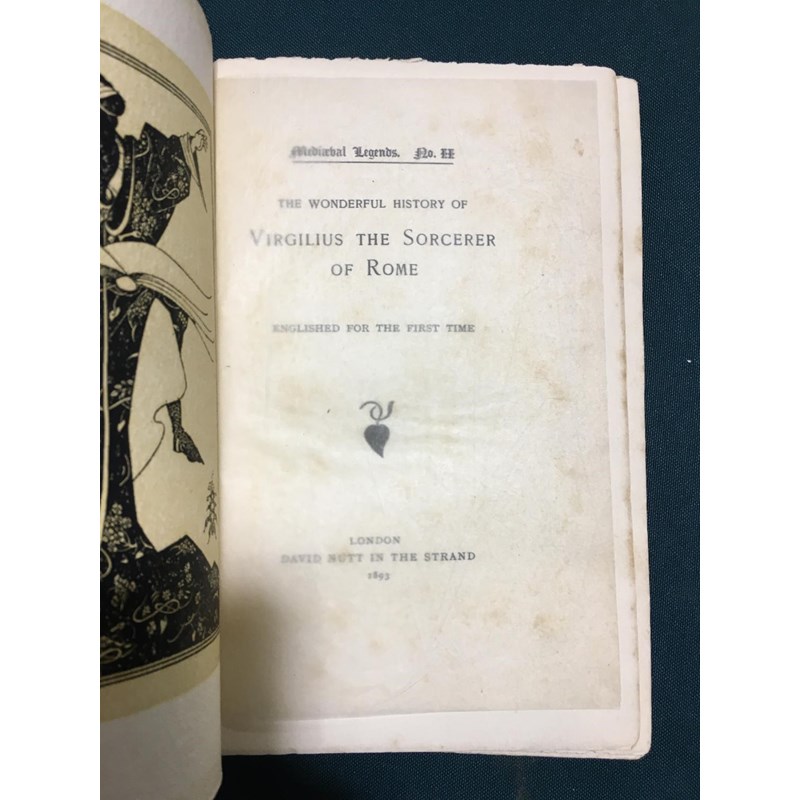 Mediæval Legends. No. II
THE WONDERFUL HISTORY OF
VIRGILIUS THE SORCERER
OF ROME
ENGLISHED FOR THE FIRST TIME
LONDON
DAVID NUTT IN THE STRAND
1893